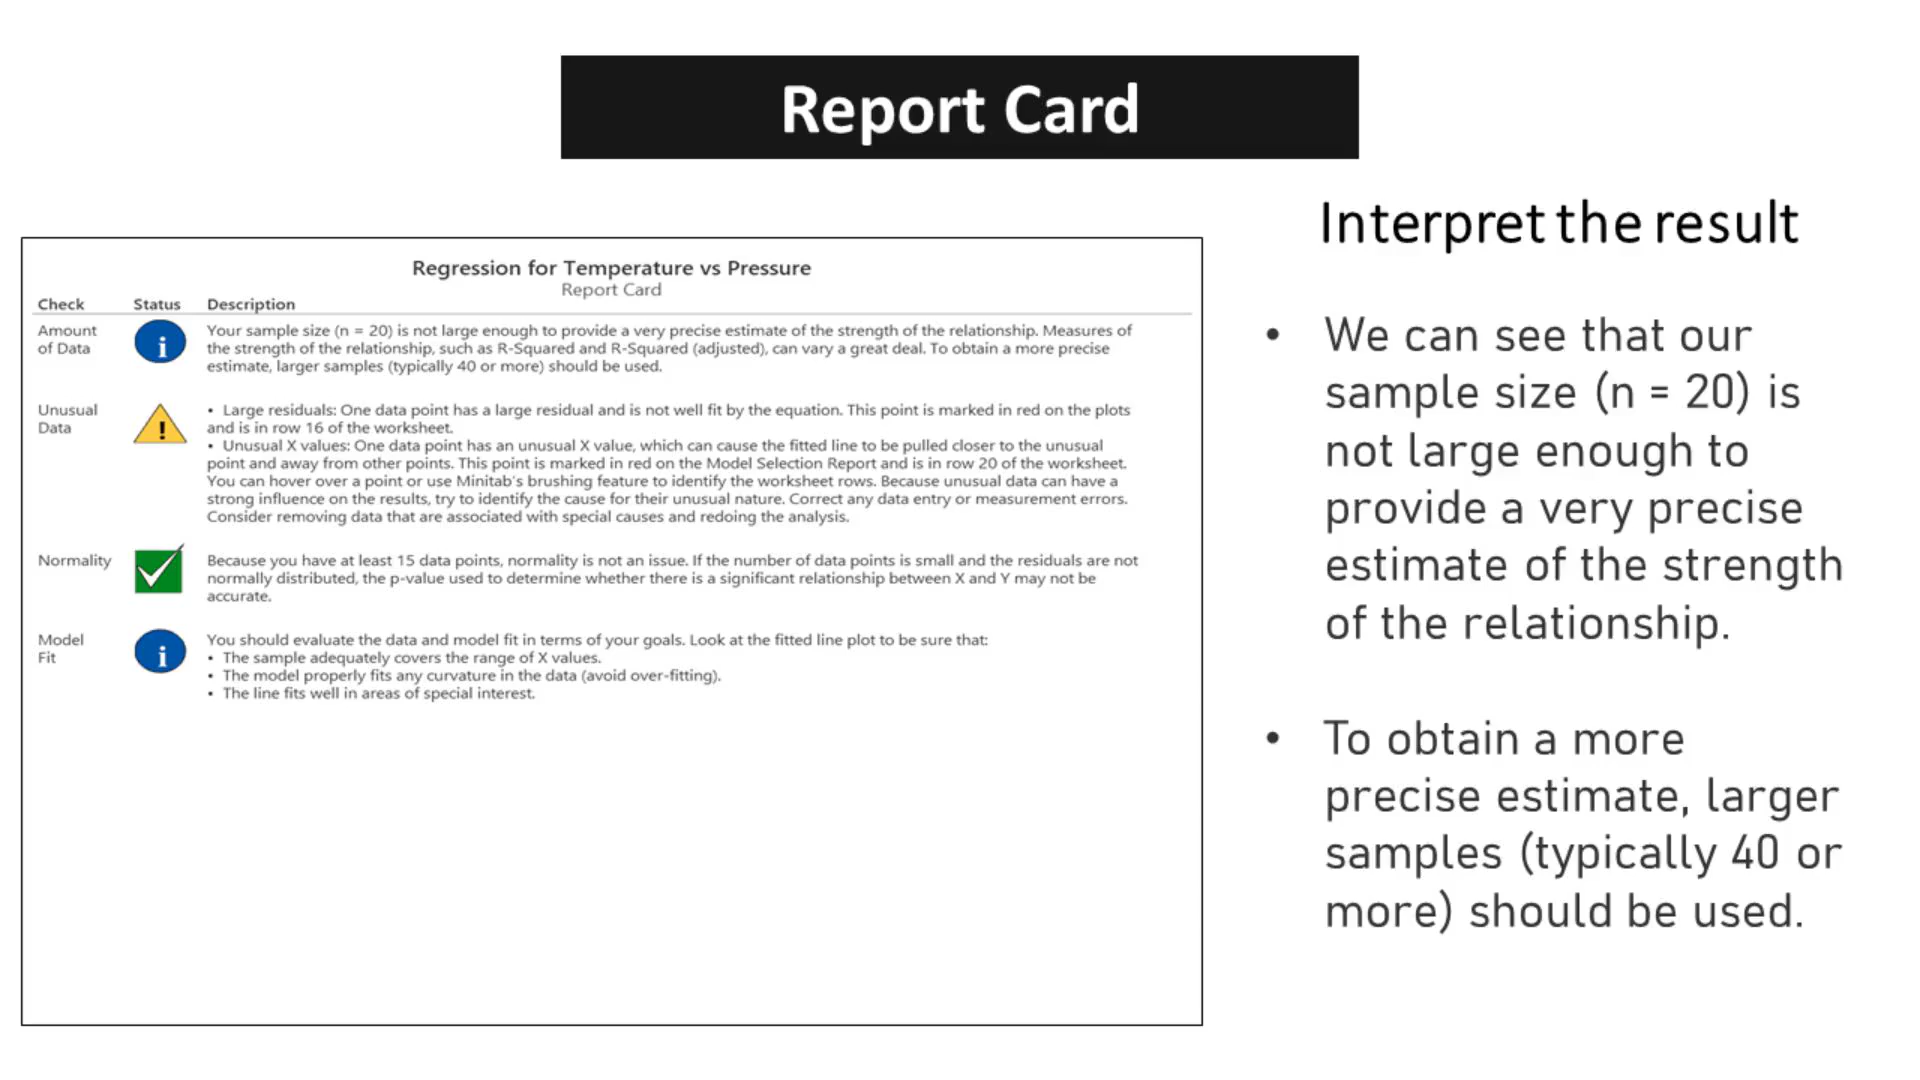 Report Card
Regression for Temperature vs Pressure
Report Card
Check Status Description
Amount
of Data
Your sample size (n = 20) is not large enough to provide a very precise estimate of the strength of the relationship. Measures of
the strength of the relationship, such as R-Squared and R-Squared (adjusted), can vary a great deal. To obtain a more precise
estimate, larger samples (typically 40 or more) should be used.
Unusual
Data
• Large residuals: One data point has a large residual and is not well fit by the equation. This point is marked in red on the plots
and is in row 16 of the worksheet.
• Unusual X values: One data point has an unusual X value, which can cause the fitted line to be pulled closer to the unusual
point and away from other points. This point is marked in red on the Model Selection Report and is in row 20 of the worksheet.
You can hover over a point or use Minitab's brushing feature to identify the worksheet rows. Because unusual data can have a
strong influence on the results, try to identify the cause for their unusual nature. Correct any data entry or measurement errors.
Consider removing data that are associated with special causes and redoing the analysis.
Normality
Because you have at least 15 data points, normality is not an issue. If the number of data points is small and the residuals are not
normally distributed, the p-value used to determine whether there is a significant relationship between X and Y may not be
accurate.
Model
Fit
You should evaluate the data and model fit in terms of your goals. Look at the fitted line plot to be sure that:
• The sample adequately covers the range of X values.
• The model properly fits any curvature in the data (avoid over-fitting).
• The line fits well in areas of special interest.
Interpret the result
• We can see that our
sample size (n = 20) is
not large enough to
provide a very precise
estimate of the strength
of the relationship.
• To obtain a more
precise estimate, larger
samples (typically 40 or
more) should be used.